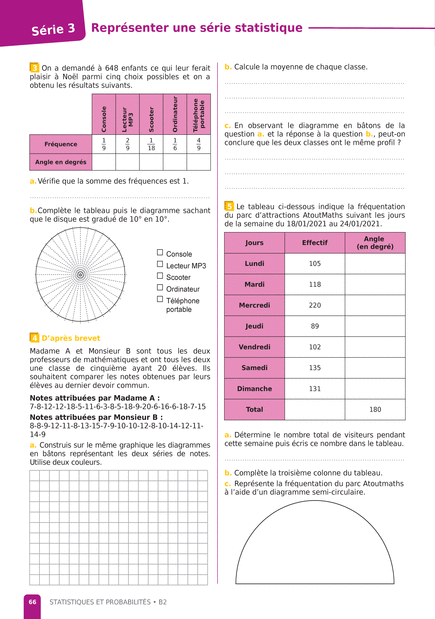 Série 3
Représenter une série statistique
3 On a demandé à 648 enfants ce qui leur ferait
plaisir à Noël parmi cinq choix possibles et on a
obtenu les résultats suivants.
Console
Lecteur MP3
Scooter
Ordinateur
Téléphone portable
Fréquence 1/9 2/9 1/18 1/6 4/9
Angle en degrés
a. Vérifie que la somme des fréquences est 1.
b. Complète le tableau puis le diagramme sachant
que le disque est gradué de 10° en 10°.
Console
Lecteur MP3
Scooter
Ordinateur
Téléphone
portable
4 D'après brevet
Madame A et Monsieur B sont tous les deux
professeurs de mathématiques et ont tous les deux
une classe de cinquième ayant 20 élèves. Ils
souhaitent comparer les notes obtenues par leurs
élèves au dernier devoir commun.
Notes attribuées par Madame A :
7-8-12-12-18-5-11-6-3-8-5-18-9-20-6-16-6-18-7-15
Notes attribuées par Monsieur B :
8-8-9-12-11-8-13-15-7-9-10-10-12-8-10-14-12-11-
14-9
a. Construis sur le même graphique les diagrammes
en bâtons représentant les deux séries de notes.
Utilise deux couleurs.
b. Calcule la moyenne de chaque classe.
c. En observant le diagramme en bâtons de la
question a. et la réponse à la question b., peut-on
conclure que les deux classes ont le même profil ?
5 Le tableau ci-dessous indique la fréquentation
du parc d'attractions AtoutMaths suivant les jours
de la semaine du 18/01/2021 au 24/01/2021.
Jours Effectif Angle
(en degré)
Lundi 105
Mardi 118
Mercredi 220
Jeudi 89
Vendredi 102
Samedi 135
Dimanche 131
Total 180
a. Détermine le nombre total de visiteurs pendant
cette semaine puis écris ce nombre dans le tableau.
b. Complète la troisième colonne du tableau.
c. Représente la fréquentation du parc Atoutmaths
à l'aide d'un diagramme semi-circulaire.
66 STATISTIQUES ET PROBABILITÉS • B2